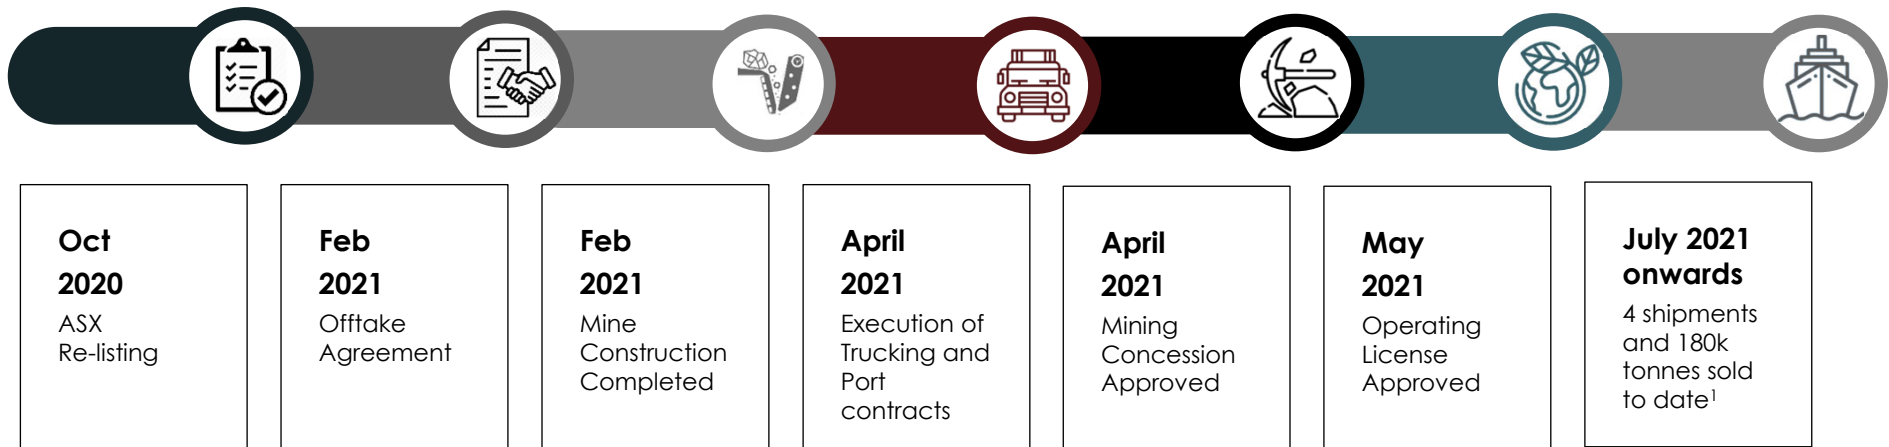 Oct
2020
ASX
Re-listing
Feb
2021
Offtake
Agreement
Feb
2021
Mine
Construction
Completed
April
2021
Execution of
Trucking and
Port
contracts
April
2021
Mining
Concession
Approved
May
2021
Operating
License
Approved
July 2021
onwards
4 shipments
and 180k
tonnes sold
to date¹